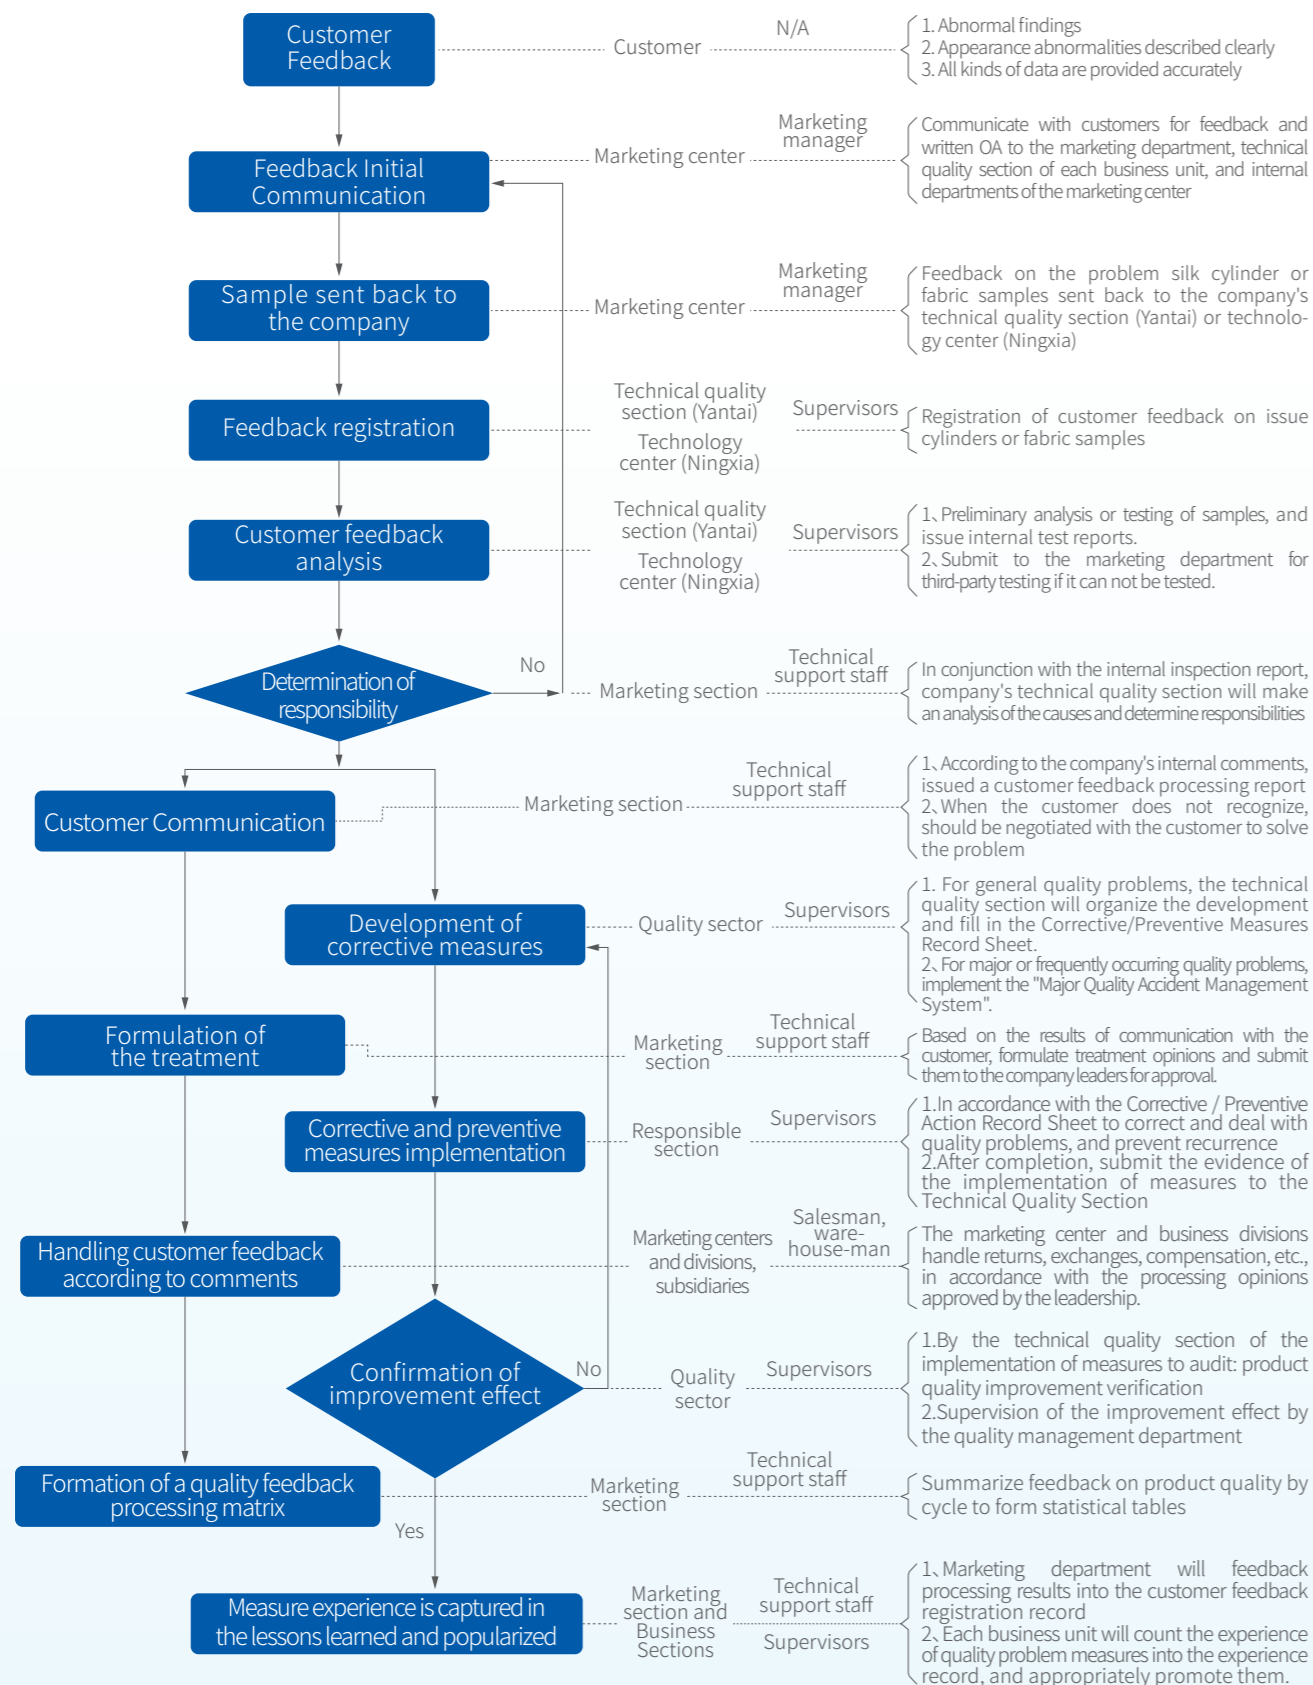 Customer
Feedback
Customer
N/A
1. Abnormal findings
2. Appearance abnormalities described clearly
3. All kinds of data are provided accurately
Feedback Initial
Communication
Marketing center
Marketing
manager
Communicate with customers for feedback and
written OA to the marketing department, technical
quality section of each business unit, and internal
departments of the marketing center
Sample sent back to
the company
Marketing center
Marketing
manager
Feedback on the problem silk cylinder or
fabric samples sent back to the company's
technical quality section (Yantai) or technolo-
gy center (Ningxia)
Feedback registration
Technical quality
section (Yantai)
Technology
center (Ningxia)
Supervisors
Registration of customer feedback on issue
cylinders or fabric samples
Customer feedback
analysis
Technical quality
section (Yantai)
Technology
center (Ningxia)
Supervisors
1、Preliminary analysis or testing of samples, and
issue internal test reports.
2、Submit to the marketing department for
third-party testing if it can not be tested.
Determination of
responsibility
No
Marketing section
Technical
support staff
In conjunction with the internal inspection report,
company's technical quality section will make
an analysis of the causes and determine responsibilities
Customer Communication
Marketing section
Technical
support staff
1、According to the company's internal comments,
issued a customer feedback processing report
2、When the customer does not recognize,
should be negotiated with the customer to solve
the problem
Development of
corrective measures
Quality sector
Supervisors
1. For general quality problems, the technical
quality section will organize the development
and fill in the Corrective/Preventive Measures
Record Sheet.
2、For major or frequently occurring quality problems,
implement the "Major Quality Accident Management
System".
Formulation of
the treatment
Marketing
section
Technical
support staff
Based on the results of communication with the
customer, formulate treatment opinions and submit
them to the company leaders for approval.
Corrective and preventive
measures implementation
Responsible
section
Supervisors
1.In accordance with the Corrective / Preventive
Action Record Sheet to correct and deal with
quality problems, and prevent recurrence
2.After completion, submit the evidence of
the implementation of measures to the
Technical Quality Section
Handling customer feedback
according to comments
Marketing centers
and divisions,
subsidiaries
Salesman,
ware-
house-man
The marketing center and business divisions
handle returns, exchanges, compensation, etc.,
in accordance with the processing opinions
approved by the leadership.
Confirmation of
improvement effect
No
Quality
sector
Supervisors
1.By the technical quality section of the
implementation of measures to audit: product
quality improvement verification
2.Supervision of the improvement effect by
the quality management department
Formation of a quality feedback
processing matrix
Marketing
section
Technical
support staff
Summarize feedback on product quality by
cycle to form statistical tables
Yes
Measure experience is captured in
the lessons learned and popularized
Marketing
section and
Business
Sections
Technical
support staff
Supervisors
1、Marketing department will feedback
processing results into the customer feedback
registration record
2、Each business unit will count the experience
of quality problem measures into the experience
record, and appropriately promote them.